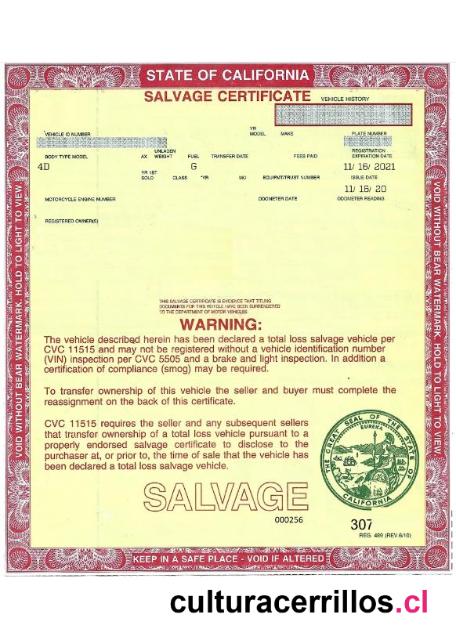 STATE OF CALIFORNIA
SALVAGE CERTIFICATE
VEHICLE HISTORY
VEHICLE ID NUMBER
YR
MODEL
MAKE
PLATE NUMBER
BODY TYPE MODEL
AX
UNLADEN
WEIGHT
FUEL
TRANSFER DATE
FEES PAID
REGISTRATION
EXPIRATION DATE
4D
G
11/ 16/ 2021
YR 1ST
SOLD
CLASS
*YR
MO
EQUIPMT/TRUST NUMBER
ISSUE DATE
11/ 16/ 20
MOTORCYCLE ENGINE NUMBER
ODOMETER DATE
ODOMETER READING
REGISTERED OWNER(S)
THIS SALVAGE CERTIFICATE IS EVIDENCE THAT TITLING
DOCUMENTS FOR THIS VEHICLE HAVE BEEN SURRENDERED
TO THE DEPARTMENT OF MOTOR VEHICLES.
WARNING:
The vehicle described herein has been declared a total loss salvage vehicle per
CVC 11515 and may not be registered without a vehicle identification number
(VIN) inspection per CVC 5505 and a brake and light inspection. In addition a
certification of compliance (smog) may be required.
To transfer ownership of this vehicle the seller and buyer must complete the
reassignment on the back of this certificate.
CVC 11515 requires the seller and any subsequent sellers
that transfer ownership of a total loss vehicle pursuant to a
properly endorsed salvage certificate to disclose to the
purchaser at, or prior to, the time of sale that the vehicle has
been declared a total loss salvage vehicle.
THE GREAT SEAL OF THE STATE OF CALIFORNIA
EUREKA
SALVAGE
000256
307
REG. 489 (REV 6/10)
KEEP IN A SAFE PLACE - VOID IF ALTERED
VOID WITHOUT BEAR WATERMARK. HOLD TO LIGHT TO VIEW.
VOID WITHOUT BEAR WATERMARK. HOLD TO LIGHT TO VIEW.
culturacerrillos.cl